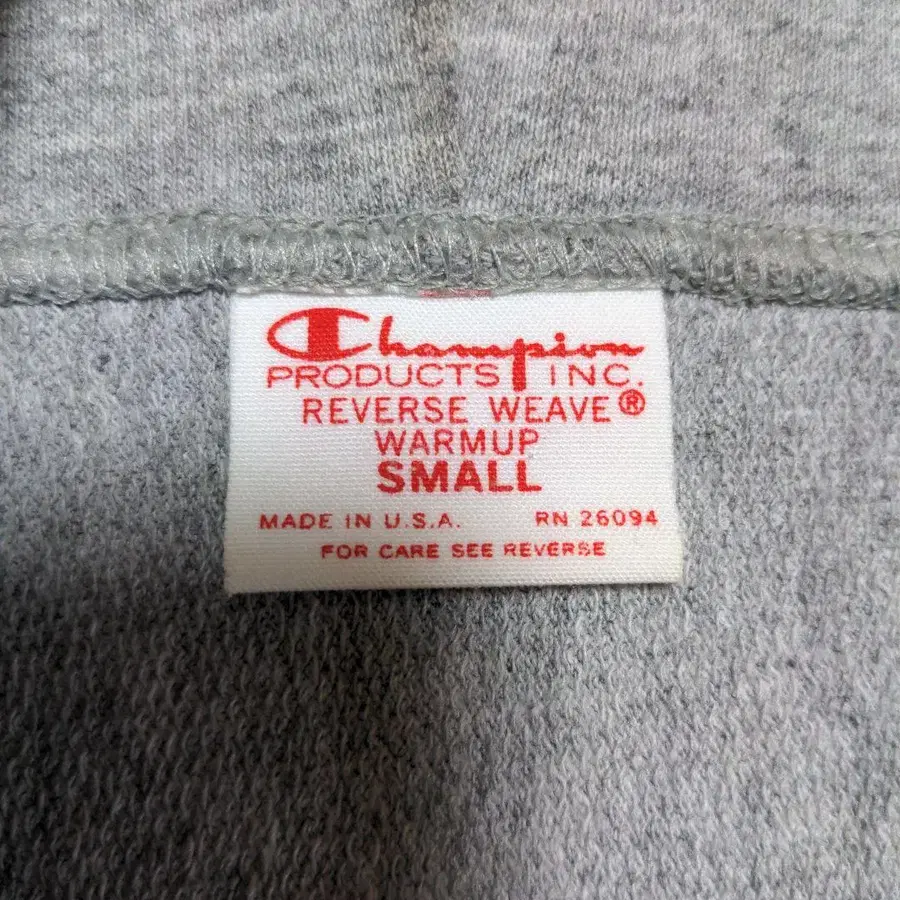 Champion
PRODUCTS INC.
REVERSE WEAVE®
WARMUP
SMALL
MADE IN U.S.A. RN 26094
FOR CARE SEE REVERSE